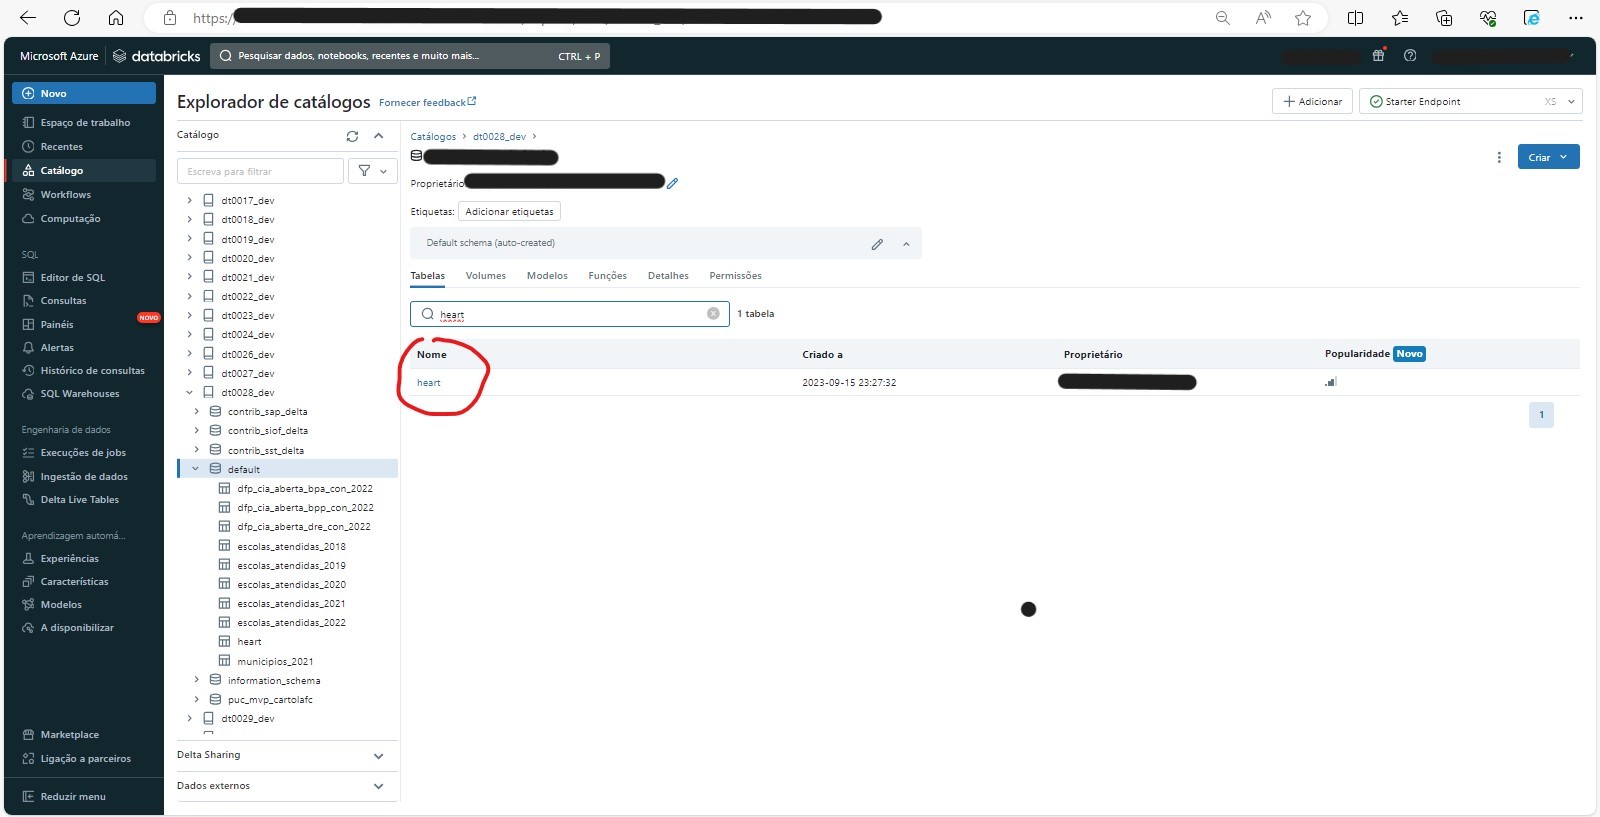 https:/
Microsoft Azure databricks Pesquisar dados, notebooks, recentes e muito mais... CTRL + P
Novo
Espaço de trabalho
Recentes
Catálogo
Workflows
Computação
SQL
Editor de SQL
Consultas
Painéis NOVO
Alertas
Histórico de consultas
SQL Warehouses
Engenharia de dados
Execuções de jobs
Ingestão de dados
Delta Live Tables
Aprendizagem automá...
Experiências
Características
Modelos
A disponibilizar
Marketplace
Ligação a parceiros
Reduzir menu
Explorador de catálogos Fornecer feedback
Adicionar
Starter Endpoint XS
Catálogo
Escreva para filtrar
dt0017_dev
dt0018_dev
dt0019_dev
dt0020_dev
dt0021_dev
dt0022_dev
dt0023_dev
dt0024_dev
dt0026_dev
dt0027_dev
dt0028_dev
contrib_sap_delta
contrib_siof_delta
contrib_sst_delta
default
dfp_cia_aberta_bpa_con_2022
dfp_cia_aberta_bpp_con_2022
dfp_cia_aberta_dre_con_2022
escolas_atendidas_2018
escolas_atendidas_2019
escolas_atendidas_2020
escolas_atendidas_2021
escolas_atendidas_2022
heart
municipios_2021
information_schema
puc_mvp_cartolafc
dt0029_dev
Delta Sharing
Dados externos
Catálogos > dt0028_dev >
Criar
Proprietário
Etiquetas: Adicionar etiquetas
Default schema (auto-created)
Tabelas Volumes Modelos Funções Detalhes Permissões
heart 1 tabela
Nome Criado a Proprietário Popularidade Novo
heart 2023-09-15 23:27:32
1